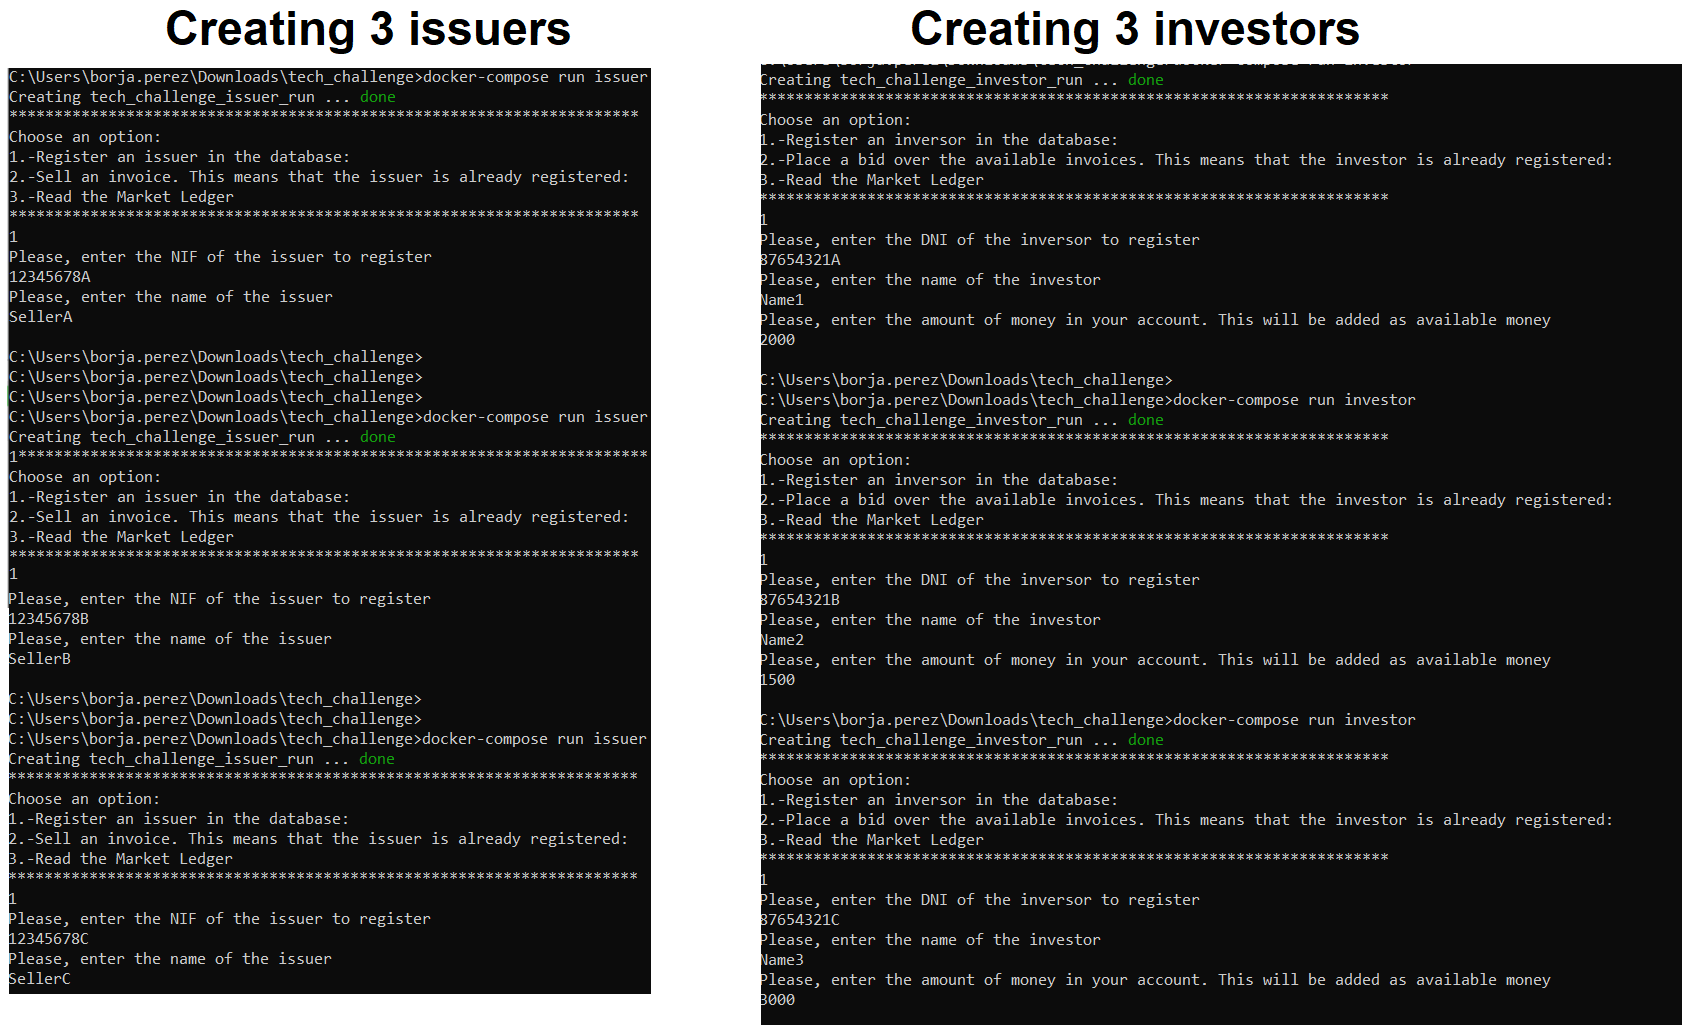 Creating 3 issuers
C:\Users\borja.perez\Downloads\tech_challenge>docker-compose run issuer
Creating tech_challenge_issuer_run ... done
**********************************************************************
Choose an option:
1.-Register an issuer in the database:
2.-Sell an invoice. This means that the issuer is already registered:
3.-Read the Market Ledger
**********************************************************************
1
Please, enter the NIF of the issuer to register
12345678A
Please, enter the name of the issuer
SellerA
C:\Users\borja.perez\Downloads\tech_challenge>
C:\Users\borja.perez\Downloads\tech_challenge>
C:\Users\borja.perez\Downloads\tech_challenge>
C:\Users\borja.perez\Downloads\tech_challenge>docker-compose run issuer
Creating tech_challenge_issuer_run ... done
1**********************************************************************
Choose an option:
1.-Register an issuer in the database:
2.-Sell an invoice. This means that the issuer is already registered:
3.-Read the Market Ledger
**********************************************************************
1
Please, enter the NIF of the issuer to register
12345678B
Please, enter the name of the issuer
SellerB
C:\Users\borja.perez\Downloads\tech_challenge>
C:\Users\borja.perez\Downloads\tech_challenge>
C:\Users\borja.perez\Downloads\tech_challenge>docker-compose run issuer
Creating tech_challenge_issuer_run ... done
**********************************************************************
Choose an option:
1.-Register an issuer in the database:
2.-Sell an invoice. This means that the issuer is already registered:
3.-Read the Market Ledger
**********************************************************************
1
Please, enter the NIF of the issuer to register
12345678C
Please, enter the name of the issuer
SellerC
Creating 3 investors
Creating tech_challenge_investor_run ... done
**********************************************************************
Choose an option:
1.-Register an inversor in the database:
2.-Place a bid over the available invoices. This means that the investor is already registered:
3.-Read the Market Ledger
**********************************************************************
1
Please, enter the DNI of the inversor to register
87654321A
Please, enter the name of the investor
Name1
Please, enter the amount of money in your account. This will be added as available money
2000
C:\Users\borja.perez\Downloads\tech_challenge>
C:\Users\borja.perez\Downloads\tech_challenge>docker-compose run investor
Creating tech_challenge_investor_run ... done
**********************************************************************
Choose an option:
1.-Register an inversor in the database:
2.-Place a bid over the available invoices. This means that the investor is already registered:
3.-Read the Market Ledger
**********************************************************************
1
Please, enter the DNI of the inversor to register
87654321B
Please, enter the name of the investor
Name2
Please, enter the amount of money in your account. This will be added as available money
1500
C:\Users\borja.perez\Downloads\tech_challenge>docker-compose run investor
Creating tech_challenge_investor_run ... done
**********************************************************************
Choose an option:
1.-Register an inversor in the database:
2.-Place a bid over the available invoices. This means that the investor is already registered:
3.-Read the Market Ledger
**********************************************************************
1
Please, enter the DNI of the inversor to register
87654321C
Please, enter the name of the investor
Name3
Please, enter the amount of money in your account. This will be added as available money
3000